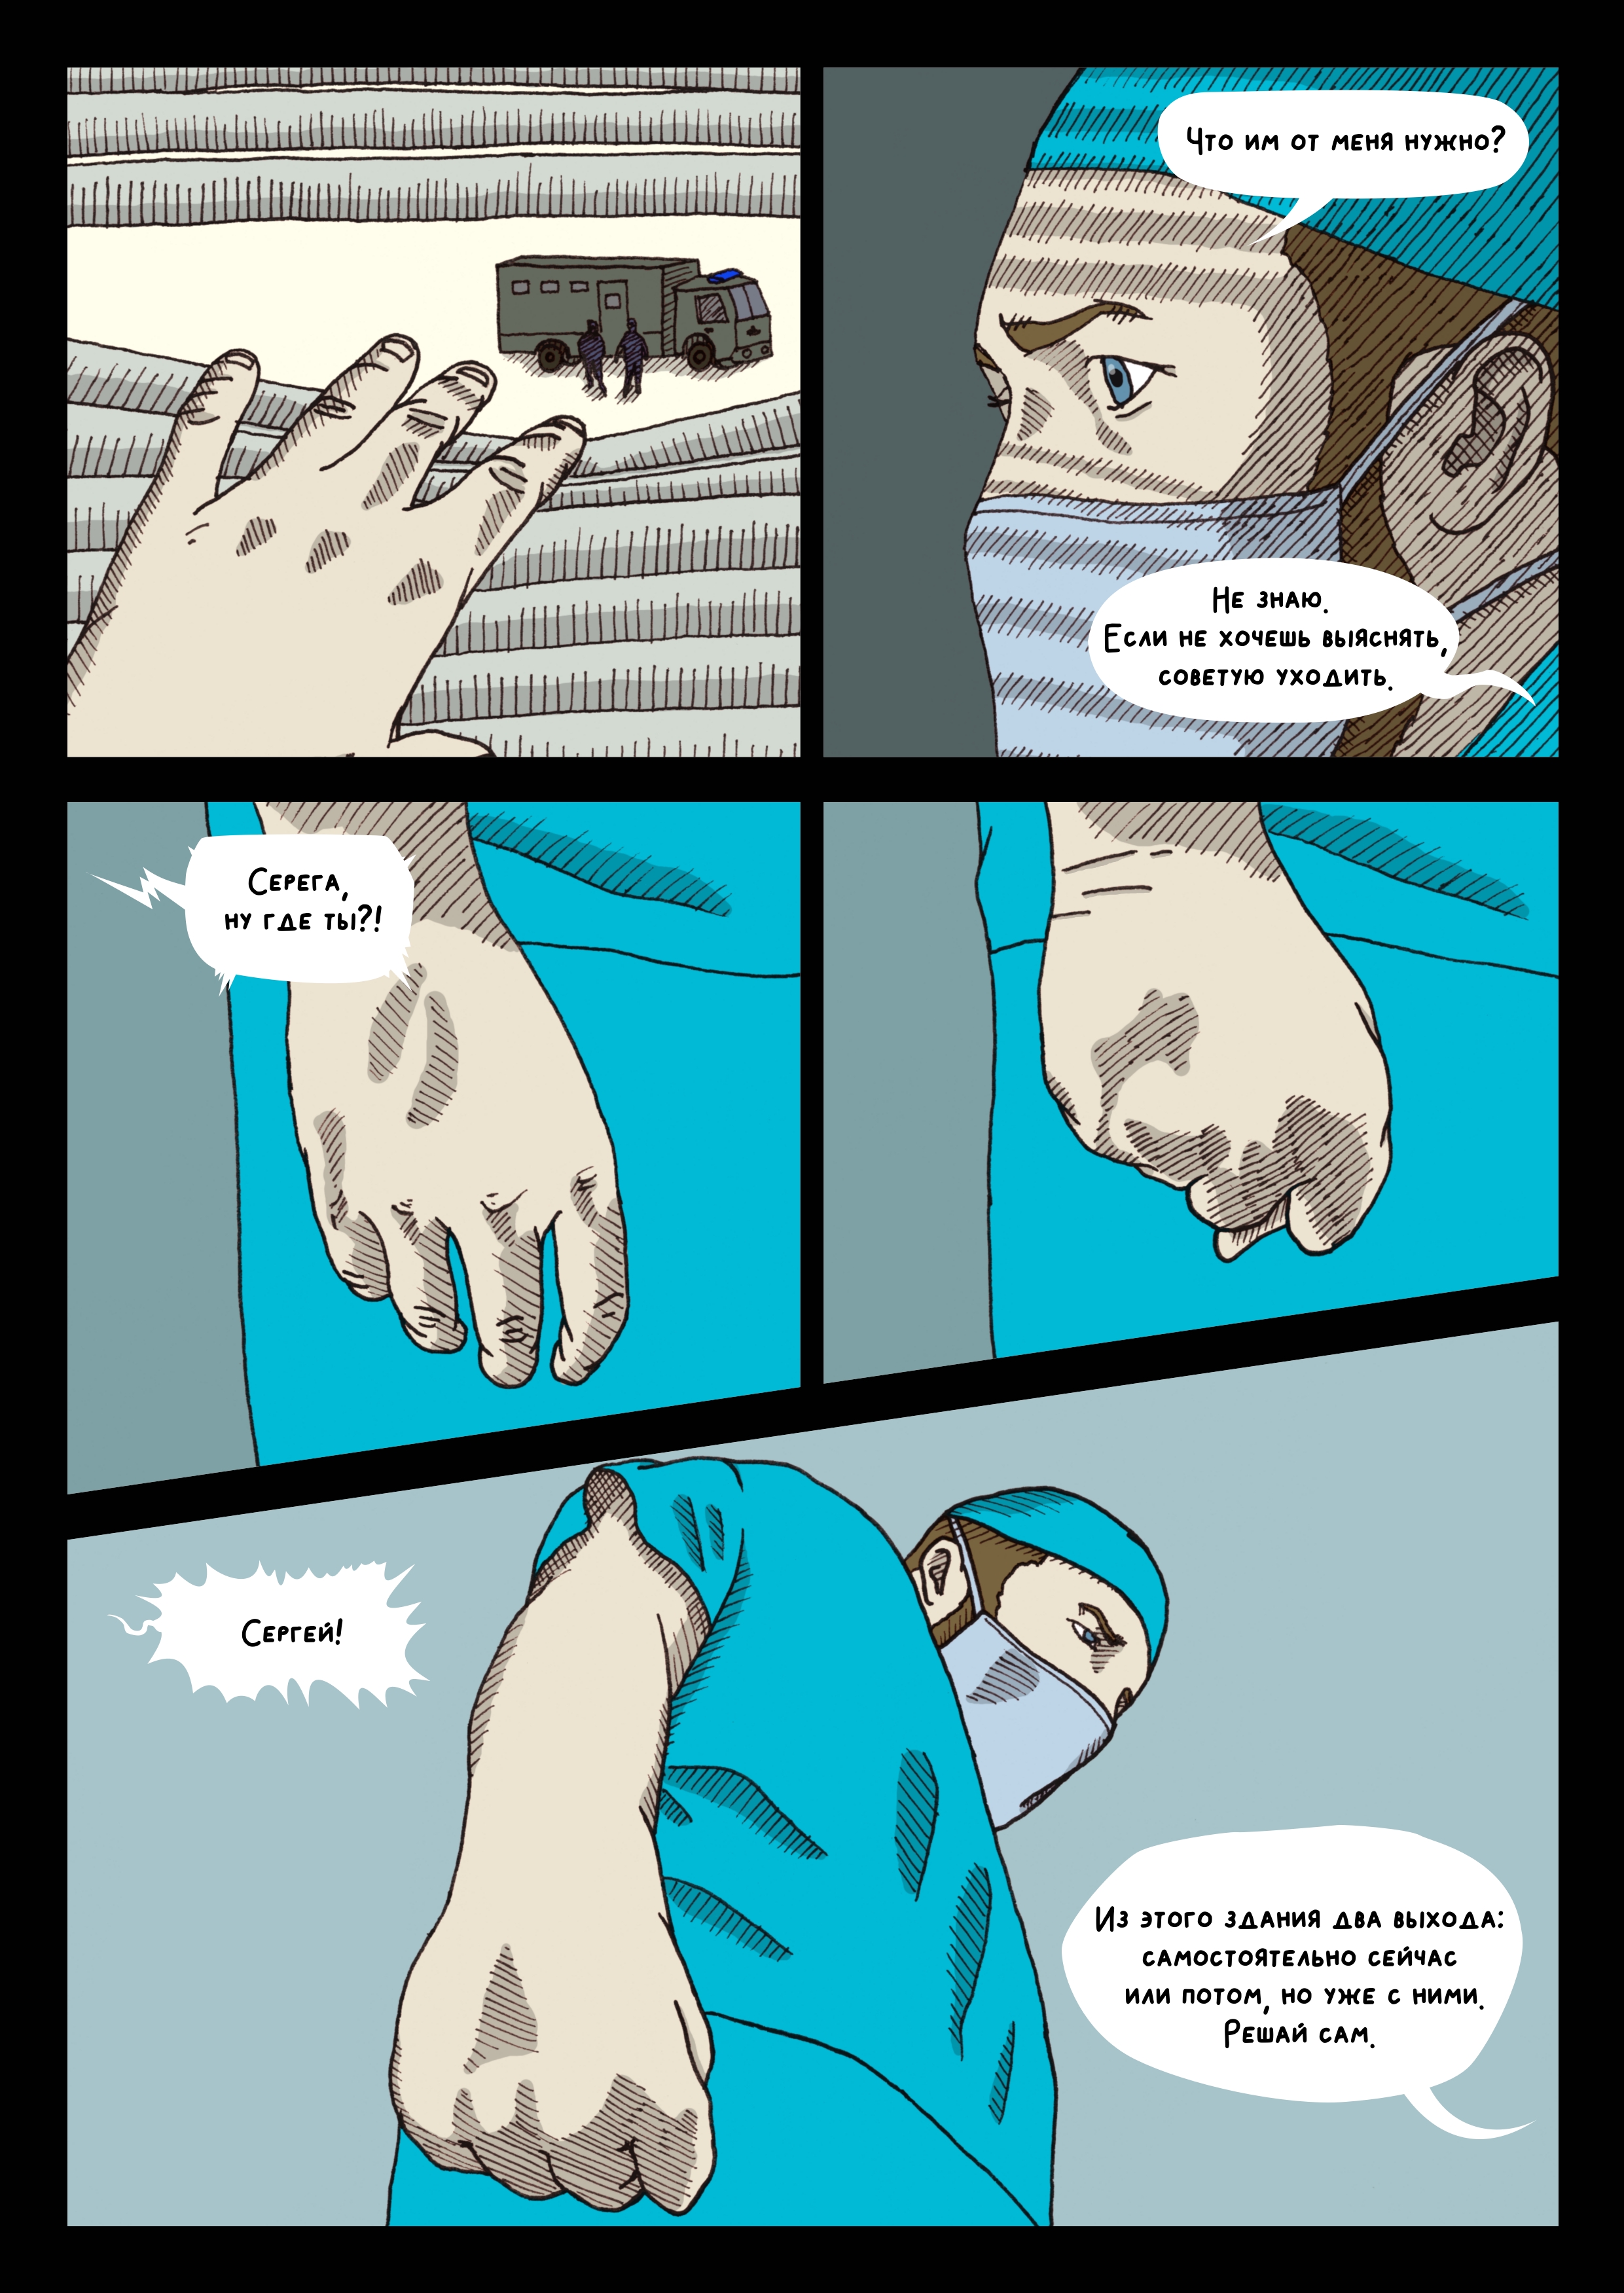 Что им от меня нужно?
Не знаю.
Если не хочешь выяснять,
советую уходить.
Серега,
ну где ты?!
Сергей!
Из этого здания два выхода:
самостоятельно сейчас
или потом, но уже с ними.
Решай сам.